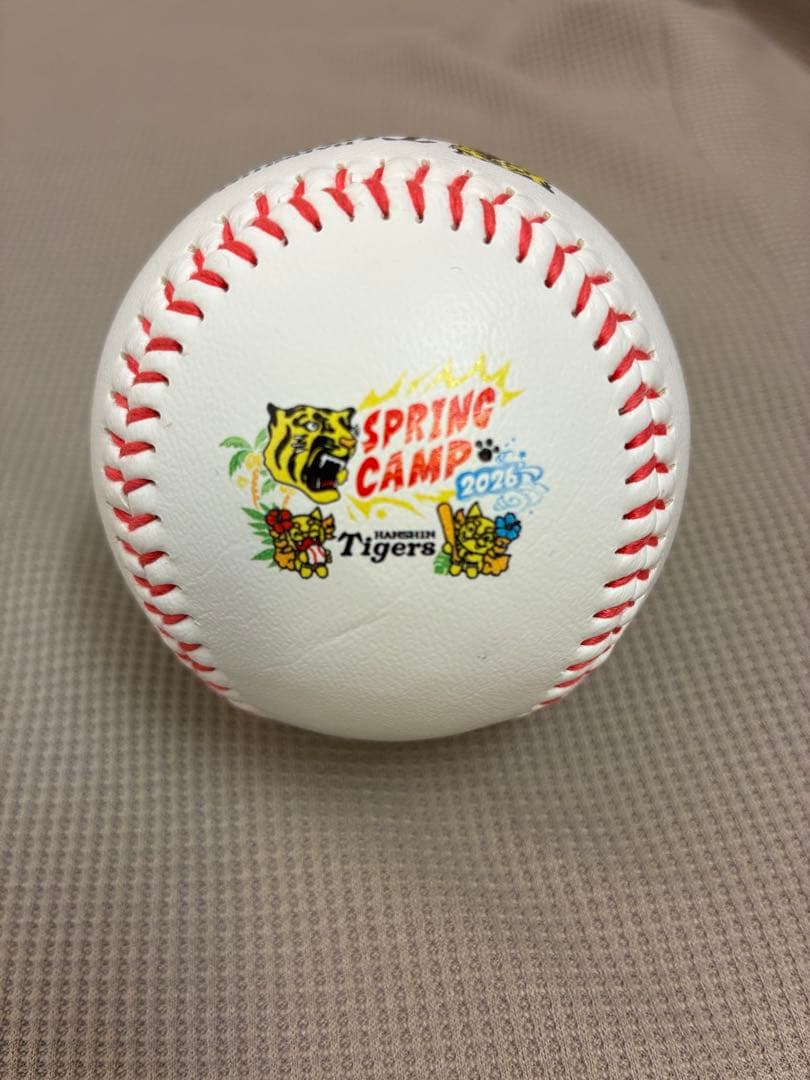 SPRING
CAMP
2026
HANSHIN
Tigers